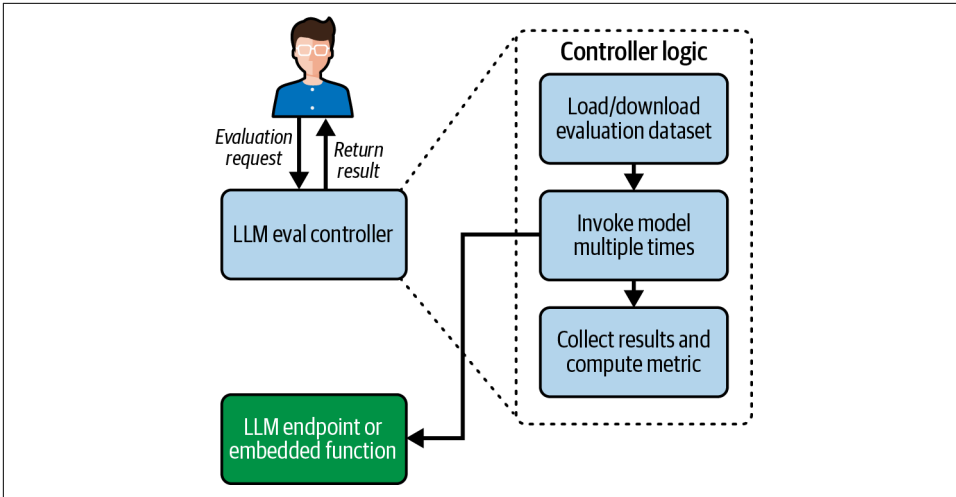 Controller logic
Load/download
evaluation dataset
Evaluation
request
Return
result
LLM eval controller
Invoke model
multiple times
Collect results and
compute metric
LLM endpoint or
embedded function